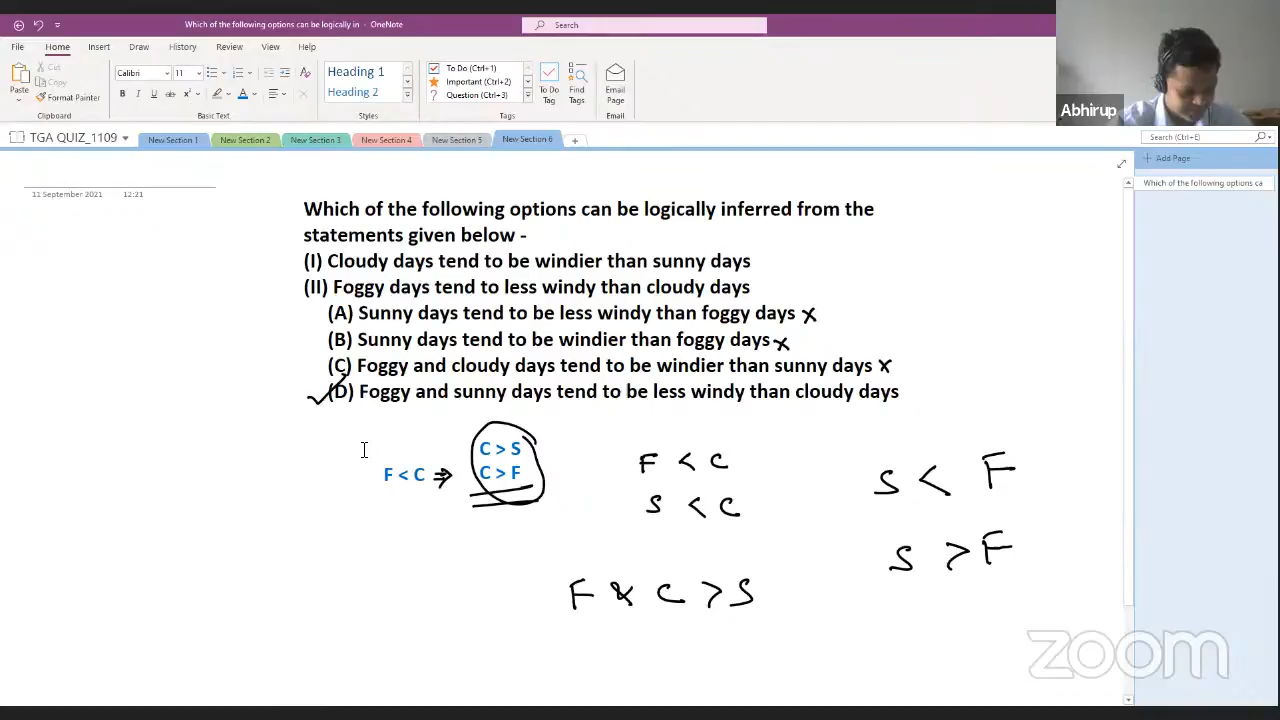 Which of the following options can be logically in - OneNote
Search
Abhirup
File Home Insert Draw History Review View Help
Paste
Cut
Copy
Format Painter
Clipboard
Calibri 11
B I U ab x A
Basic Text
Heading 1
Heading 2
Styles
To Do (Ctrl+1)
Important (Ctrl+2)
? Question (Ctrl+3)
To Do Tag
Find Tags
Tags
Email Page
Email
TGA QUIZ_1109
New Section 1 New Section 2 New Section 3 New Section 4 New Section 5 New Section 6 +
Search (Ctrl+E)
Add Page
Which of the following options ca
11 September 2021 12:21
Which of the following options can be logically inferred from the
statements given below -
(I) Cloudy days tend to be windier than sunny days
(II) Foggy days tend to less windy than cloudy days
(A) Sunny days tend to be less windy than foggy days ×
(B) Sunny days tend to be windier than foggy days ×
(C) Foggy and cloudy days tend to be windier than sunny days ×
✓(D) Foggy and sunny days tend to be less windy than cloudy days
C > S
F < C ⇒ C > F
F < C
S < C
S < F
S > F
F & C > S
zoom